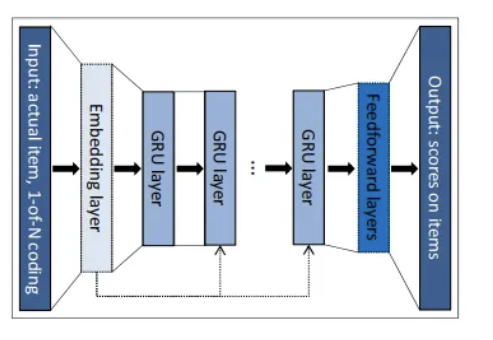 Input: actual item, 1-of-N coding
Embedding layer
GRU layer
GRU layer
...
GRU layer
Feedforward layers
Output: scores on items